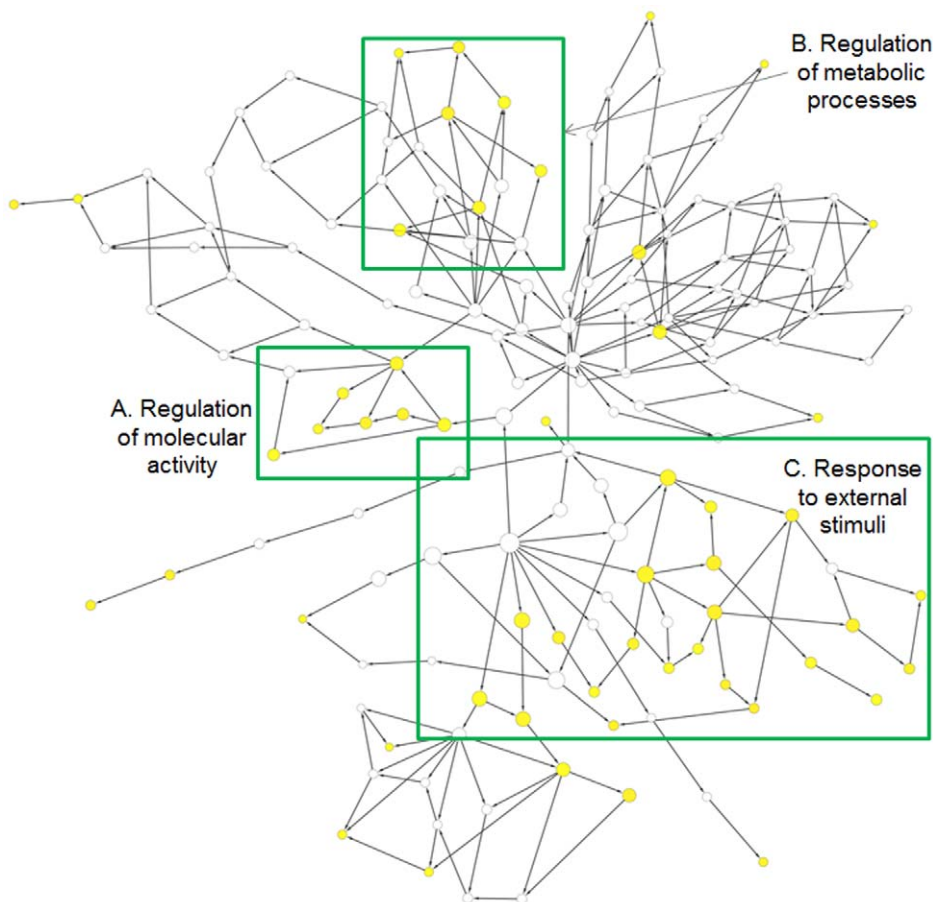 B. Regulation
of metabolic
processes
A. Regulation
of molecular
activity
C. Response
to external
stimuli